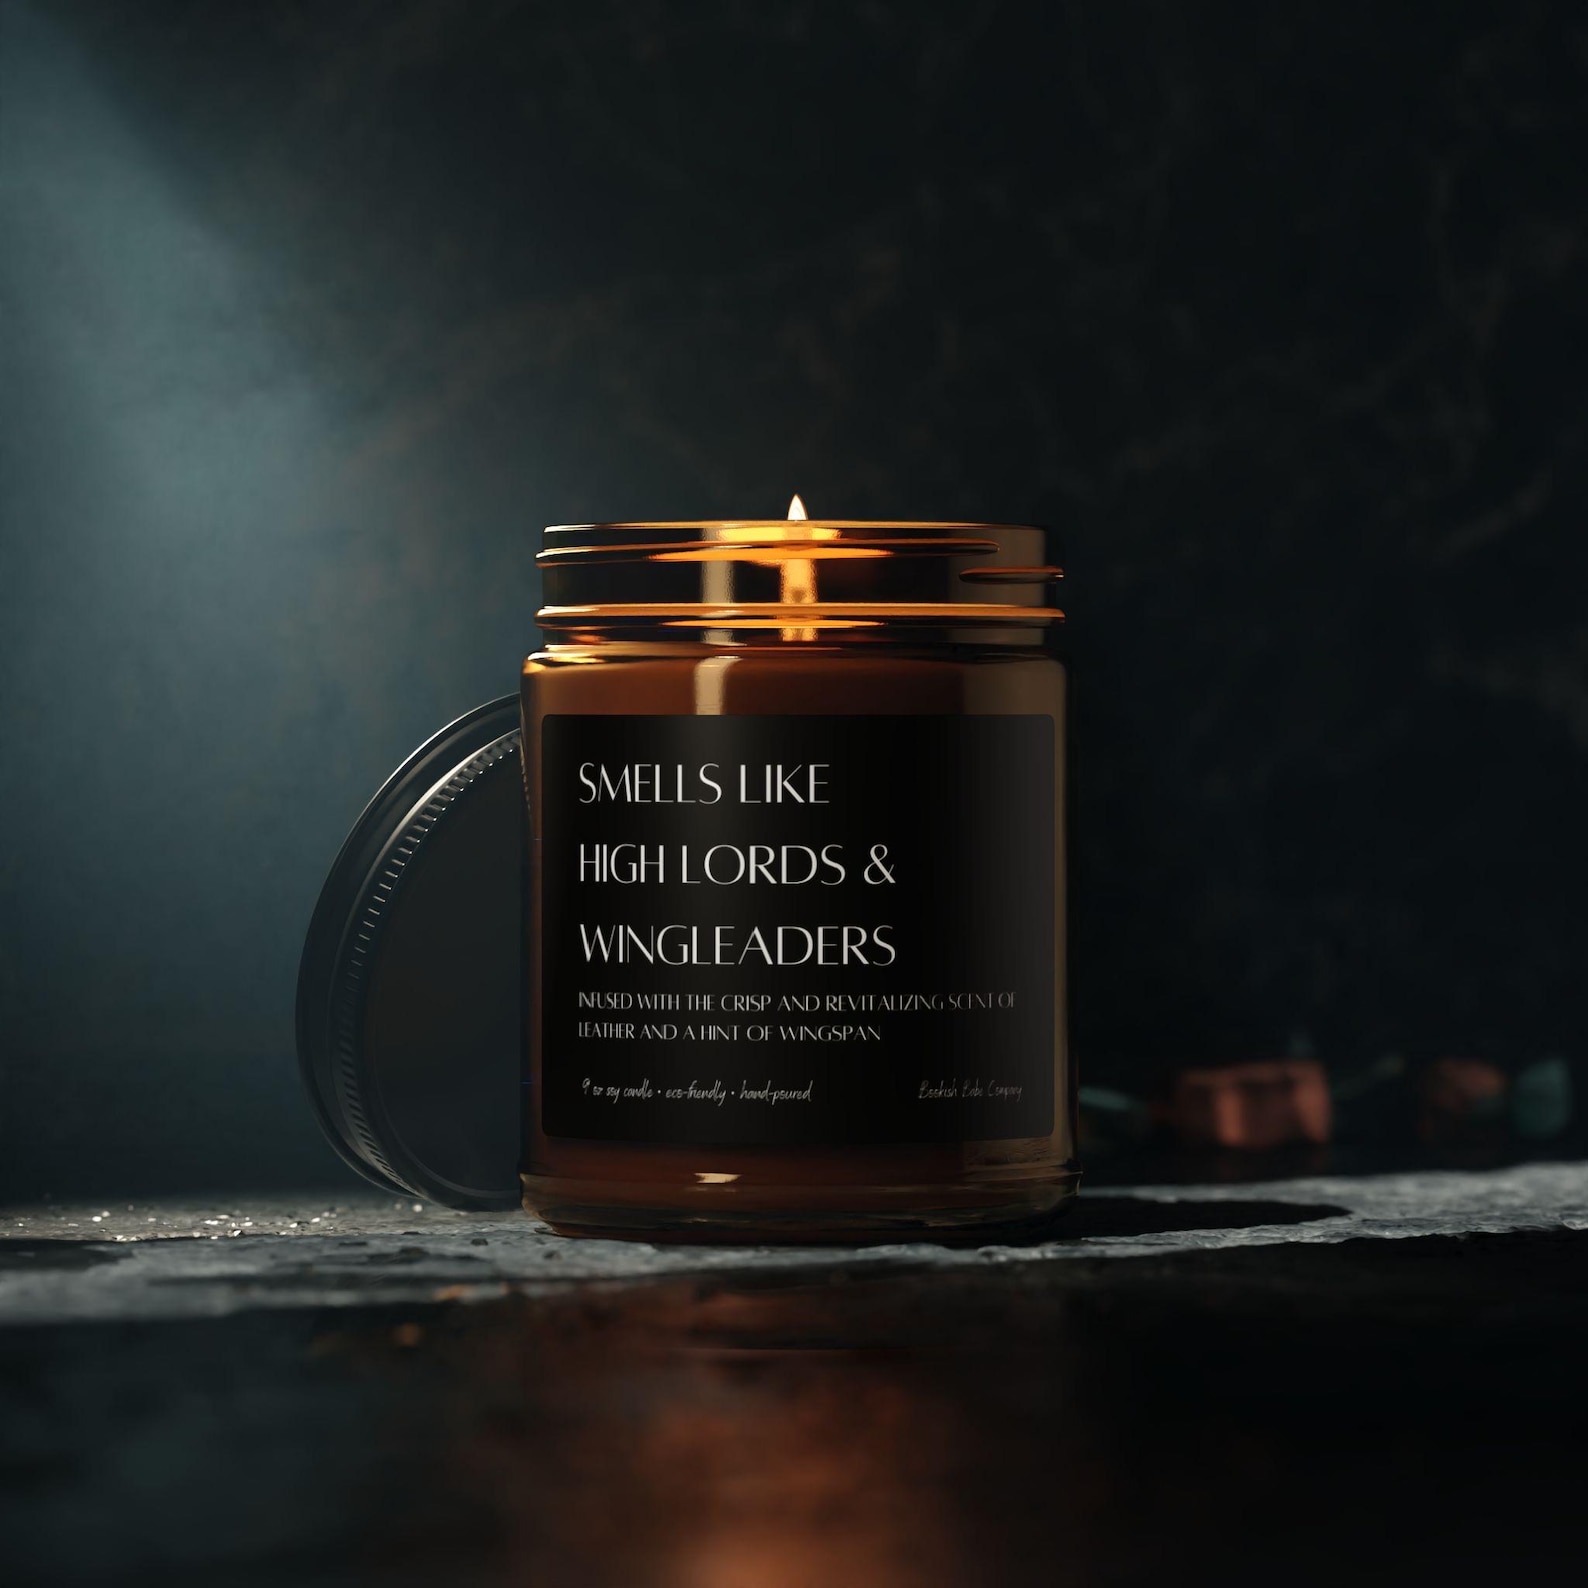 SMELLS LIKE
HIGH LORDS &
WINGLEADERS
INFUSED WITH THE CRISP AND REVITALIZING SCENT OF
LEATHER AND A HINT OF WINGSPAN
9 oz soy candle • eco-friendly • hand-poured
Bookish Babe Company